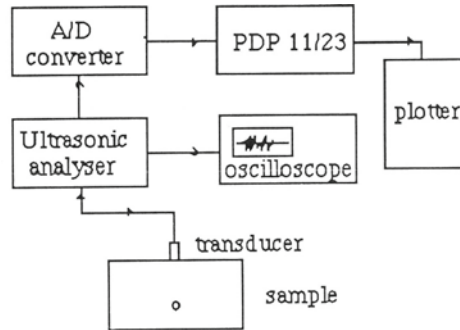 A/D
converter
PDP 11/23
plotter
Ultrasonic
analyser
oscilloscope
transducer
sample